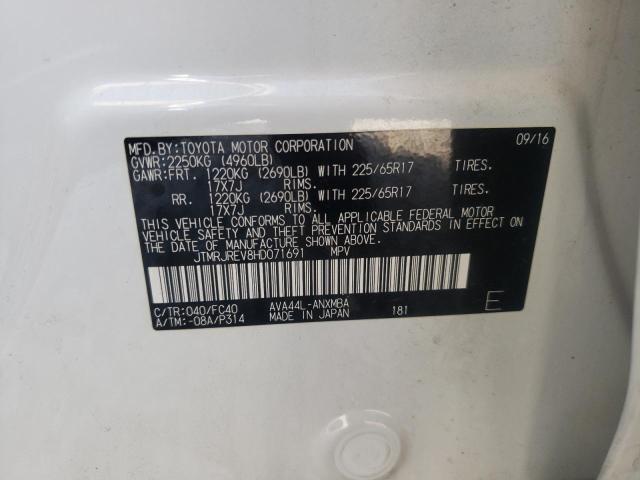 MFD.BY:TOYOTA MOTOR CORPORATION 09/16
GVWR:2250KG (4960LB)
GAWR:FRT. 1220KG (2690LB) WITH 225/65R17 TIRES.
17X7J RIMS.
RR. 1220KG (2690LB) WITH 225/65R17 TIRES.
17X7J RIMS.
THIS VEHICLE CONFORMS TO ALL APPLICABLE FEDERAL MOTOR
VEHICLE SAFETY AND THEFT PREVENTION STANDARDS IN EFFECT ON
THE DATE OF MANUFACTURE SHOWN ABOVE.
JTMRJREV8HD071691 MPV
C/TR:040/FC40 AVA44L-ANXMBA
A/TM:-08A/P314 MADE IN JAPAN 181 E